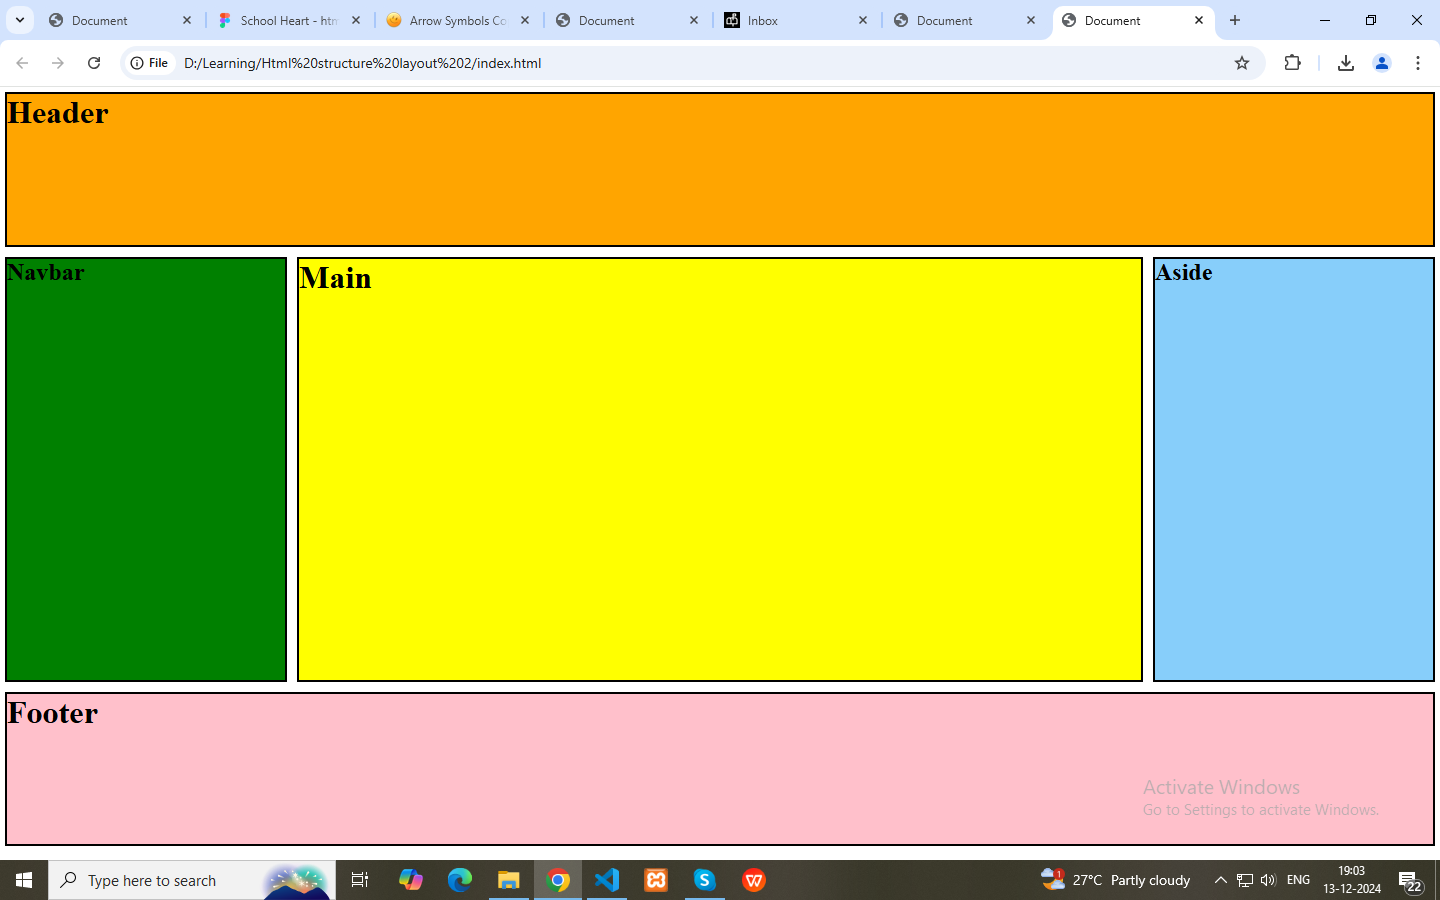 Document
School Heart - htm
Arrow Symbols Co
Document
Inbox
Document
Document
File
D:/Learning/Html%20structure%20layout%202/index.html
Header
Navbar
Main
Aside
Footer
Activate Windows
Go to Settings to activate Windows.
Type here to search
1
27°C Partly cloudy
ENG
19:03
13-12-2024
22